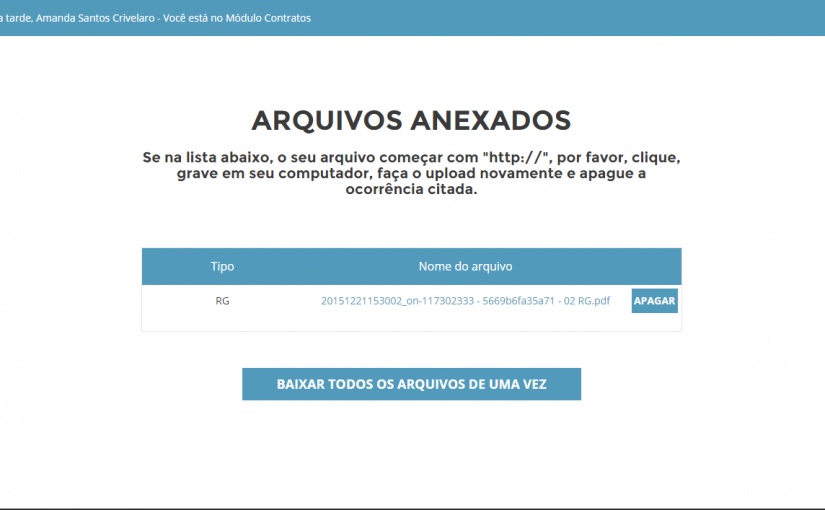 a tarde, Amanda Santos Crivelaro - Você está no Módulo Contratos
ARQUIVOS ANEXADOS
Se na lista abaixo, o seu arquivo começar com "http://", por favor, clique,
grave em seu computador, faça o upload novamente e apague a
ocorrência citada.
Tipo Nome do arquivo
RG 20151221153002_on-117302333 - 5669b6fa35a71 - 02 RG.pdf APAGAR
BAIXAR TODOS OS ARQUIVOS DE UMA VEZ